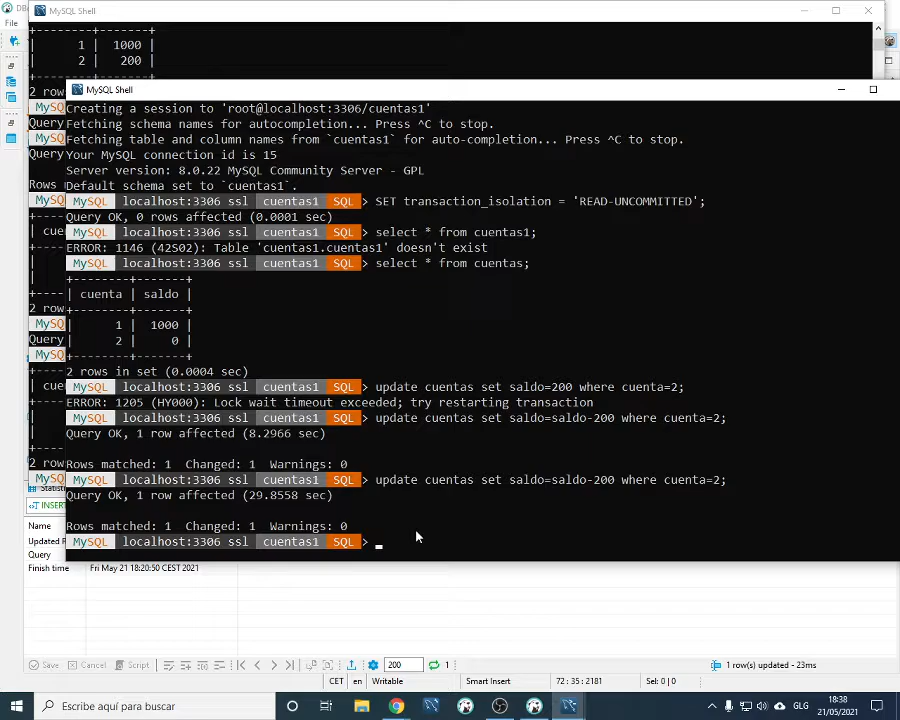 DB
MySQL Shell
File
1 | 1000 |
2 | 200 |
2 rows
MySQL Shell
Creating a session to 'root@localhost:3306/cuentas1'
MySQ
Fetching schema names for autocompletion... Press ^C to stop.
Query
Fetching table and column names from `cuentas1` for auto-completion... Press ^C to stop.
MySQ
Your MySQL connection id is 15
Query
Server version: 8.0.22 MySQL Community Server - GPL
Rows
Default schema set to `cuentas1`.
MySQ
MySQL localhost:3306 ssl cuentas1 SQL > SET transaction_isolation = 'READ-UNCOMMITTED';
Query OK, 0 rows affected (0.0001 sec)
| cue
MySQL localhost:3306 ssl cuentas1 SQL > select * from cuentas1;
ERROR: 1146 (42S02): Table 'cuentas1.cuentas1' doesn't exist
MySQL localhost:3306 ssl cuentas1 SQL > select * from cuentas;
+--------+-------+
| cuenta | saldo |
+--------+-------+
2 row
| 1 | 1000 |
MySQ
| 2 | 0 |
Query
+--------+-------+
MySQ
2 rows in set (0.0004 sec)
| cue
MySQL localhost:3306 ssl cuentas1 SQL > update cuentas set saldo=200 where cuenta=2;
ERROR: 1205 (HY000): Lock wait timeout exceeded; try restarting transaction
MySQL localhost:3306 ssl cuentas1 SQL > update cuentas set saldo=saldo-200 where cuenta=2;
Query OK, 1 row affected (8.2966 sec)
2 row
Rows matched: 1 Changed: 1 Warnings: 0
MySQ
MySQL localhost:3306 ssl cuentas1 SQL > update cuentas set saldo=saldo-200 where cuenta=2;
Statisti
Query OK, 1 row affected (29.8558 sec)
INSERT
Name
Rows matched: 1 Changed: 1 Warnings: 0
Updated R
MySQL localhost:3306 ssl cuentas1 SQL >
Query
Finish time Fri May 21 18:20:50 CEST 2021
Save Cancel Script 200 1 1 row(s) updated - 23ms
CET en Writable Smart Insert 72 : 35 : 2181 Sel: 0 | 0
Escribe aquí para buscar
GLG
18:38
21/05/2021